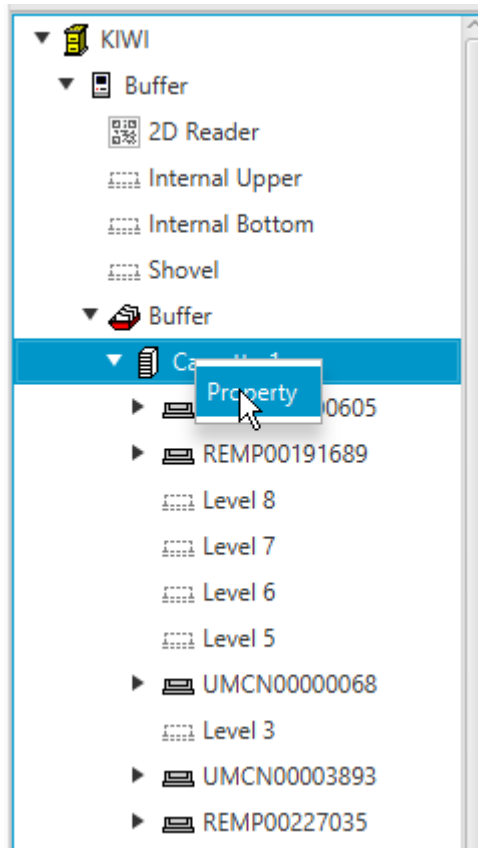 KIWI
Buffer
2D Reader
Internal Upper
Internal Bottom
Shovel
Buffer
Property
REMP00191689
Level 8
Level 7
Level 6
Level 5
UMCN00000068
Level 3
UMCN00003893
REMP00227035